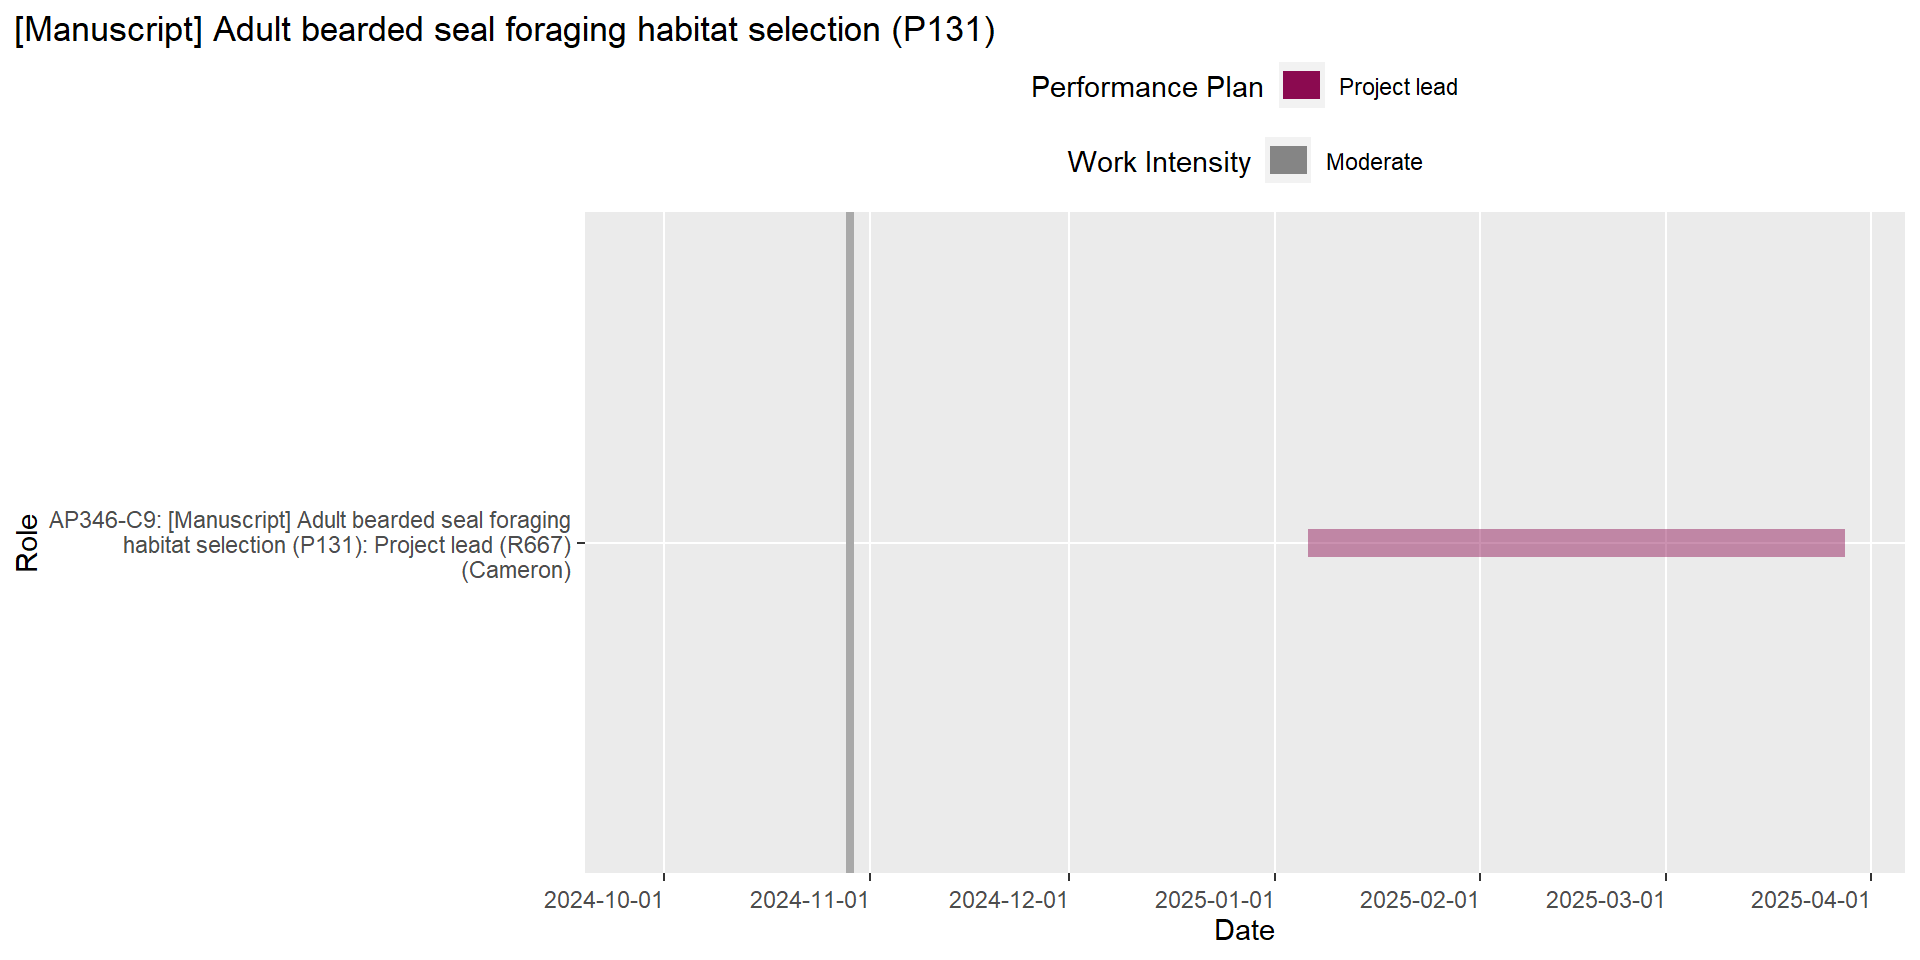 [Manuscript] Adult bearded seal foraging habitat selection (P131)
Performance Plan Project lead
Work Intensity Moderate
Role
AP346-C9: [Manuscript] Adult bearded seal foraging
habitat selection (P131): Project lead (R667)
(Cameron)
2024-10-01 2024-11-01 2024-12-01 2025-01-01 2025-02-01 2025-03-01 2025-04-01
Date